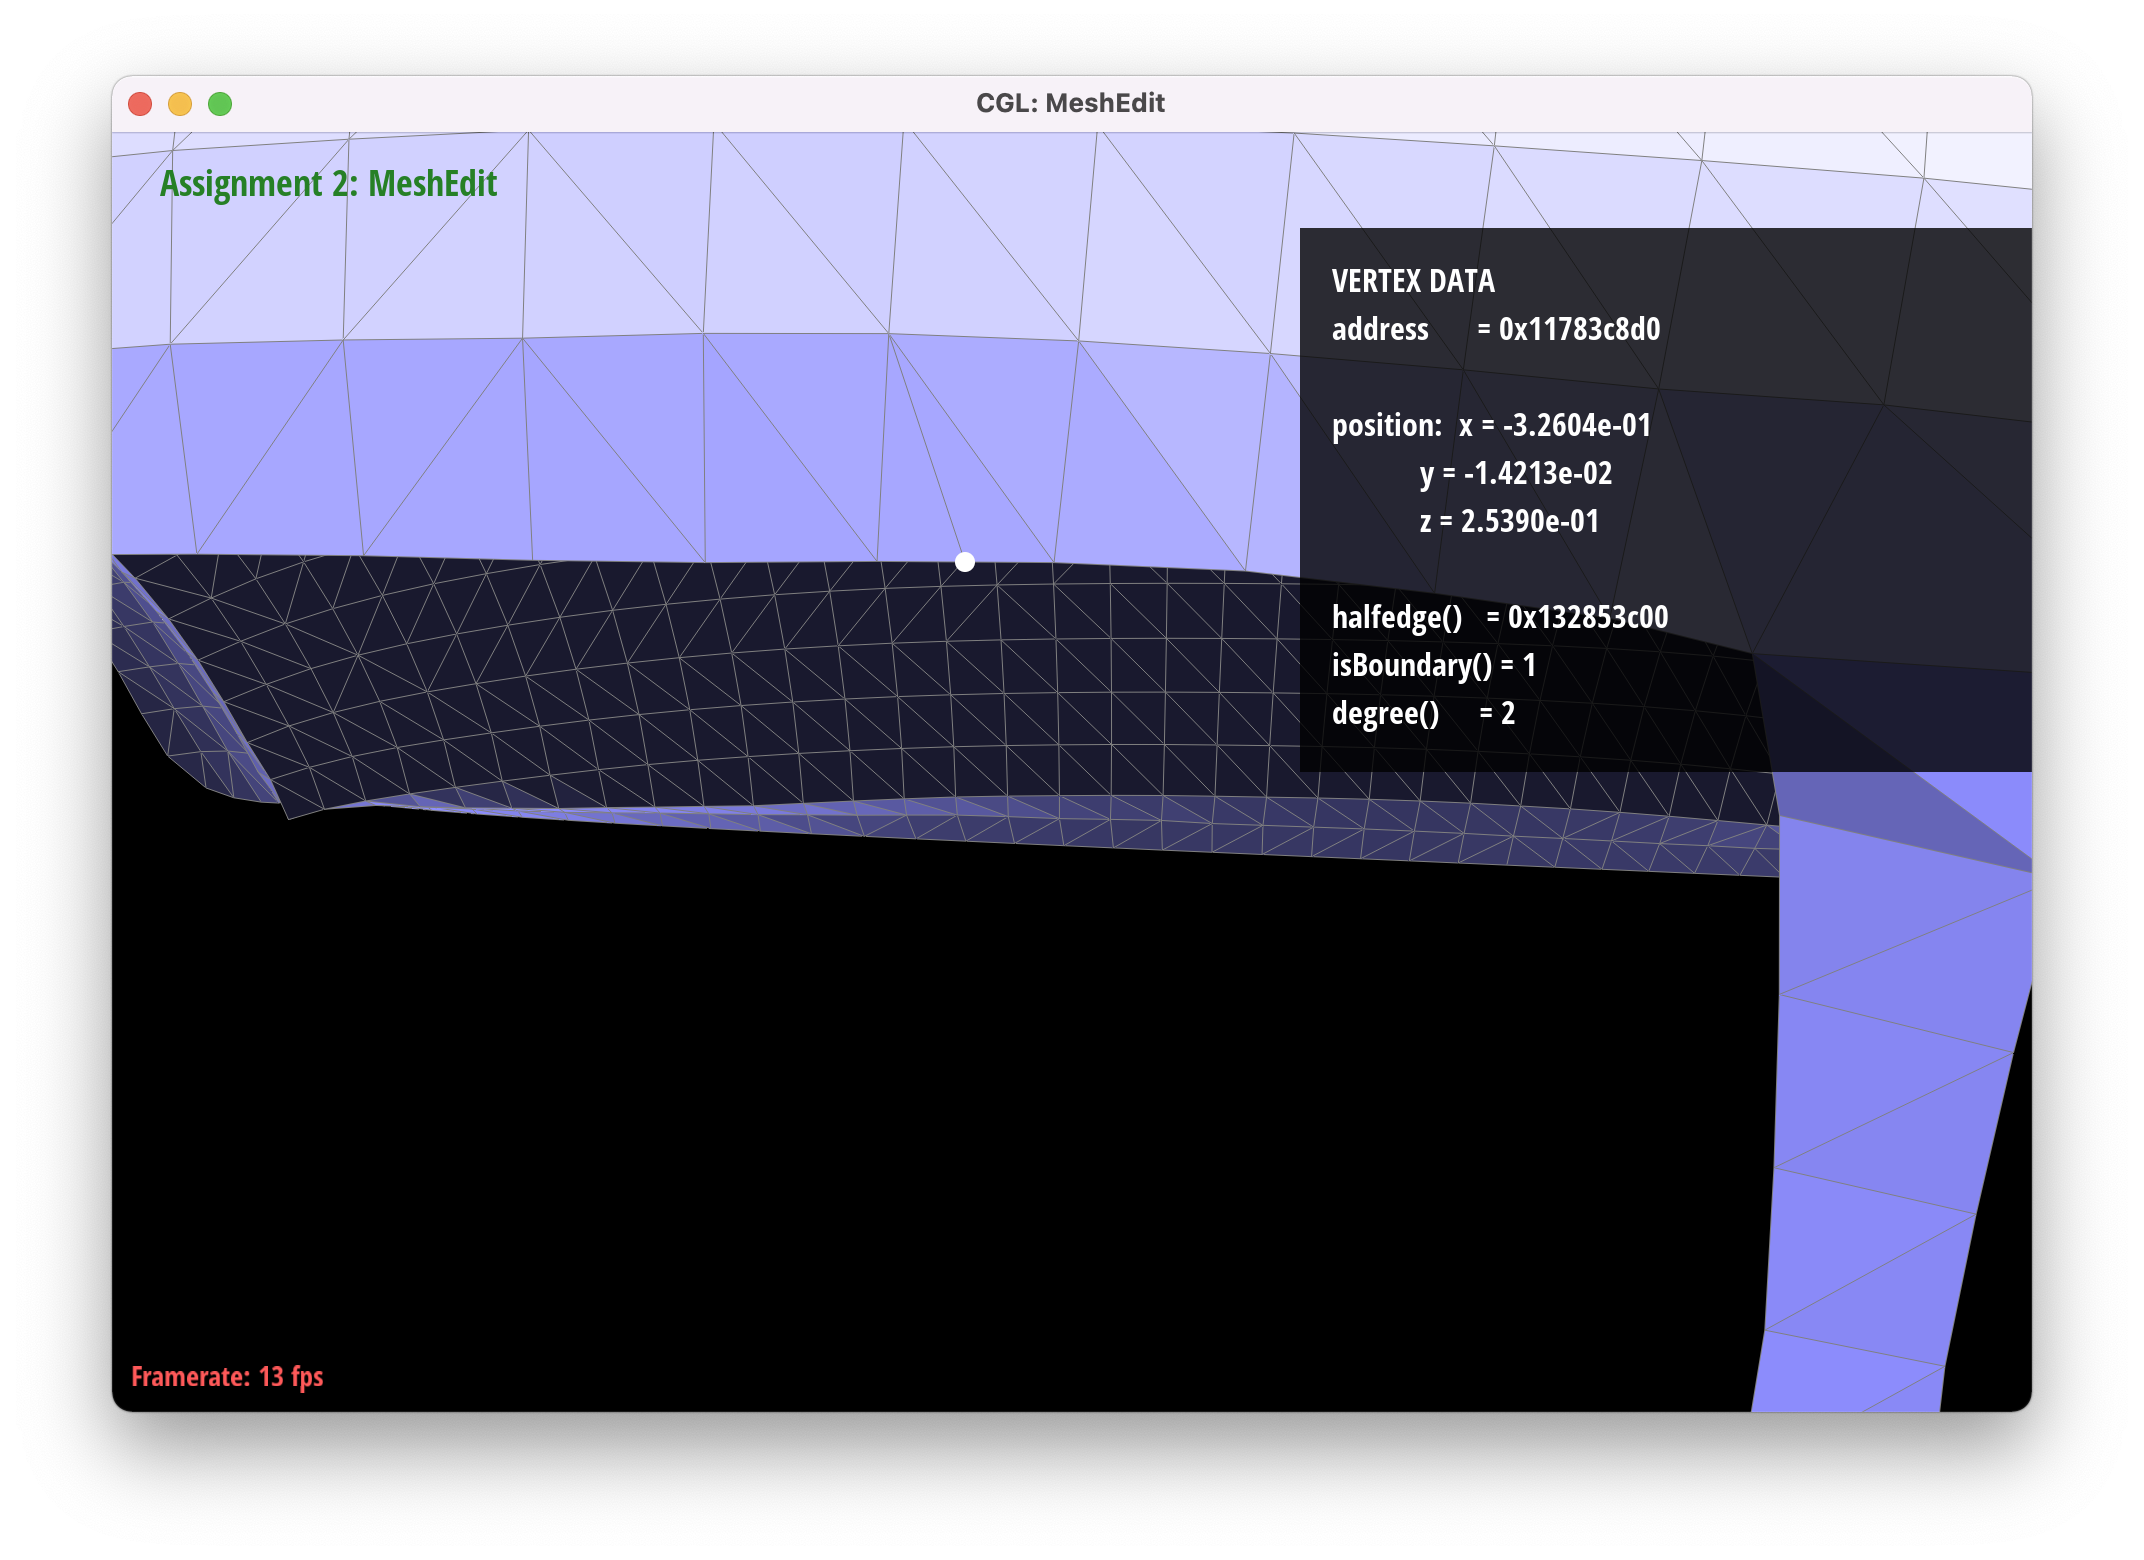 CGL: MeshEdit
Assignment 2: MeshEdit
VERTEX DATA
address = 0x11783c8d0
position: x = -3.2604e-01
y = -1.4213e-02
z = 2.5390e-01
halfedge() = 0x132853c00
isBoundary() = 1
degree() = 2
Framerate: 13 fps